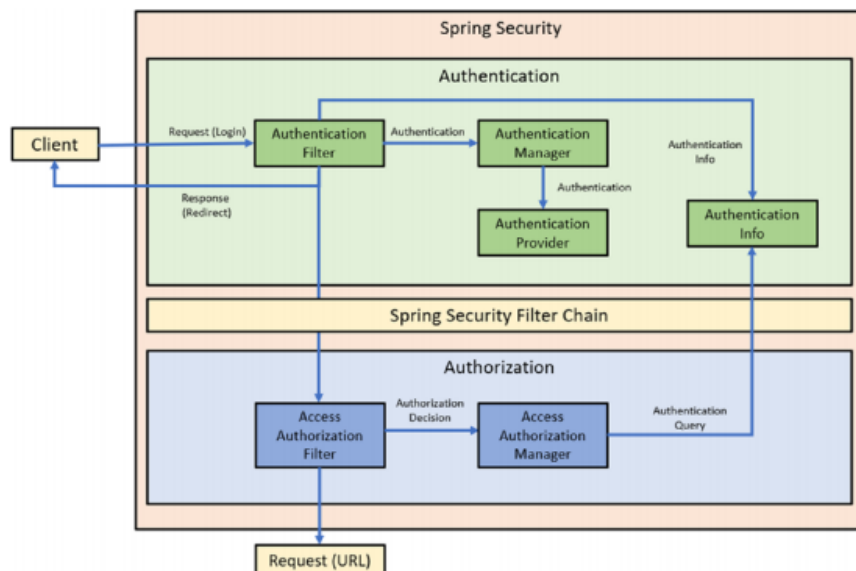 Spring Security
Authentication
Client
Request (Login)
Authentication
Filter
Authentication
Authentication
Manager
Authentication
Info
Response
(Redirect)
Authentication
Authentication
Provider
Authentication
Info
Spring Security Filter Chain
Authorization
Access
Authorization
Filter
Authorization
Decision
Access
Authorization
Manager
Authentication
Query
Request (URL)